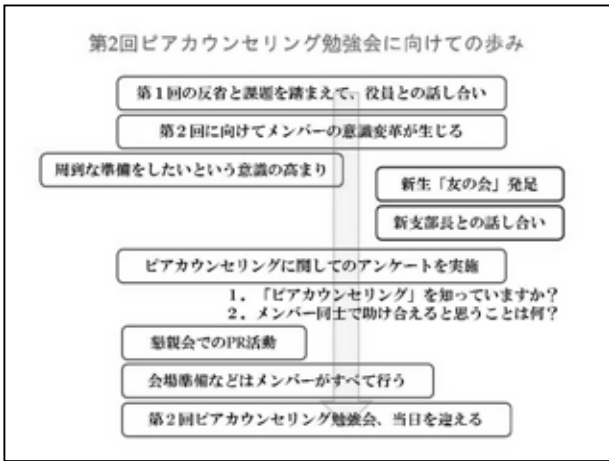 第2回ピアカウンセリング勉強会に向けての歩み
第1回の反省と課題を踏まえて、役員との話し合い
第2回に向けてメンバーの意識変革が生じる
周到な準備をしたいという意識の高まり
新生「友の会」発足
新支部長との話し合い
ピアカウンセリングに関してのアンケートを実施
1．「ピアカウンセリング」を知っていますか？
2．メンバー同士で助け合えると思うことは何？
懇親会でのPR活動
会場準備などはメンバーがすべて行う
第2回ピアカウンセリング勉強会、当日を迎える